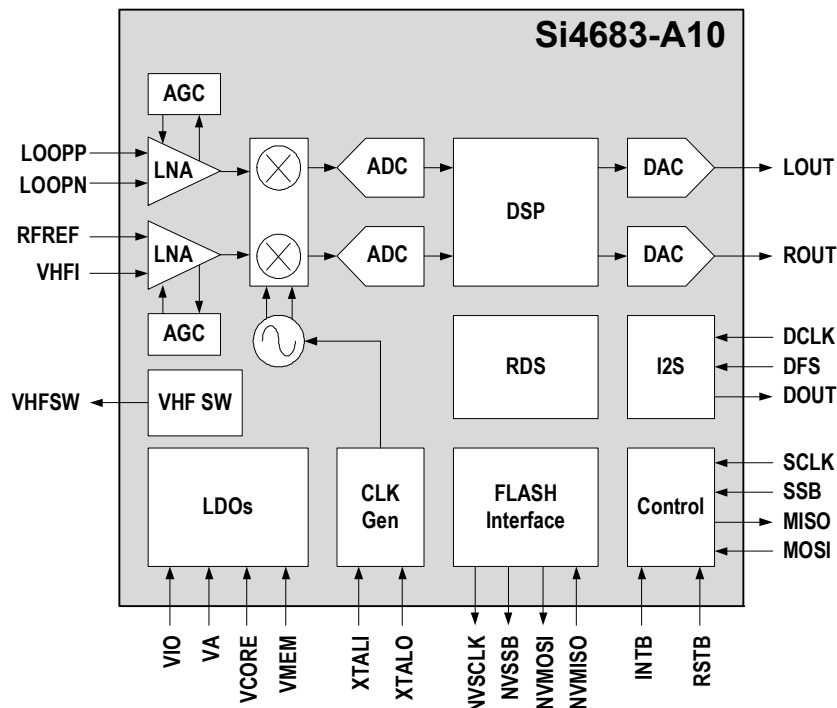 Si4683-A10
AGC
LOOPP
LNA
LOOPN
ADC
DSP
DAC
LOUT
RFREF
LNA
VHFI
ADC
DAC
ROUT
AGC
RDS
I2S
DCLK
DFS
DOUT
VHFSW
VHF SW
LDOs
CLK
Gen
FLASH
Interface
Control
SCLK
SSB
MISO
MOSI
VIO
VA
VCORE
VMEM
XTALI
XTALO
NVSCLK
NVSSB
NVMOSI
NVMISO
INTB
RSTB